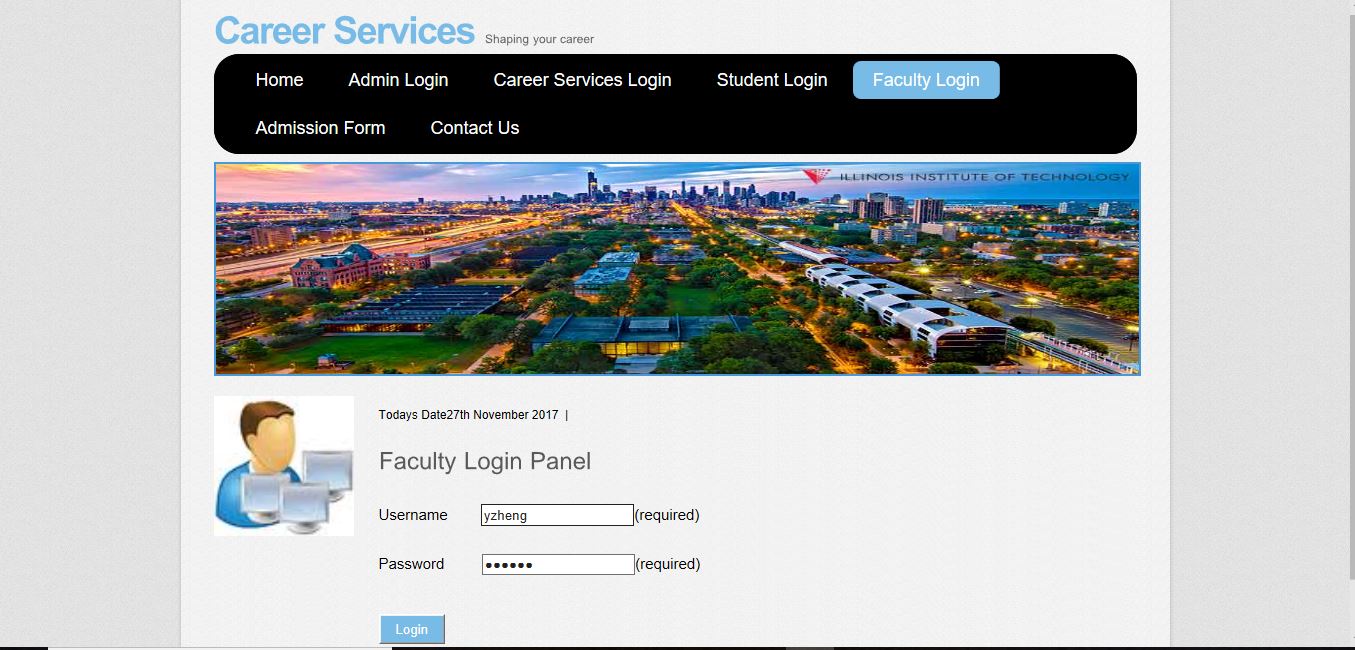 Career Services Shaping your career
Home Admin Login Career Services Login Student Login Faculty Login
Admission Form Contact Us
ILLINOIS INSTITUTE OF TECHNOLOGY
Todays Date27th November 2017 |
Faculty Login Panel
Username yzheng (required)
Password •••••• (required)
Login